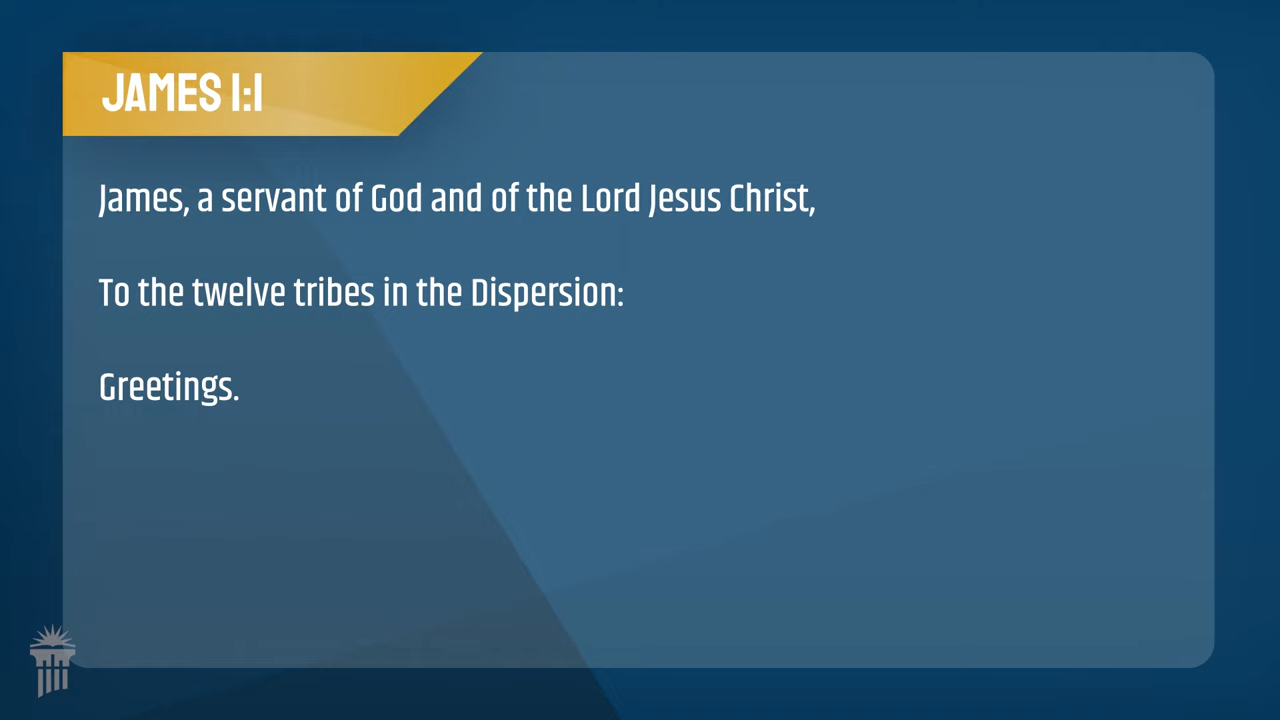 JAMES 1:1
James, a servant of God and of the Lord Jesus Christ,
To the twelve tribes in the Dispersion:
Greetings.